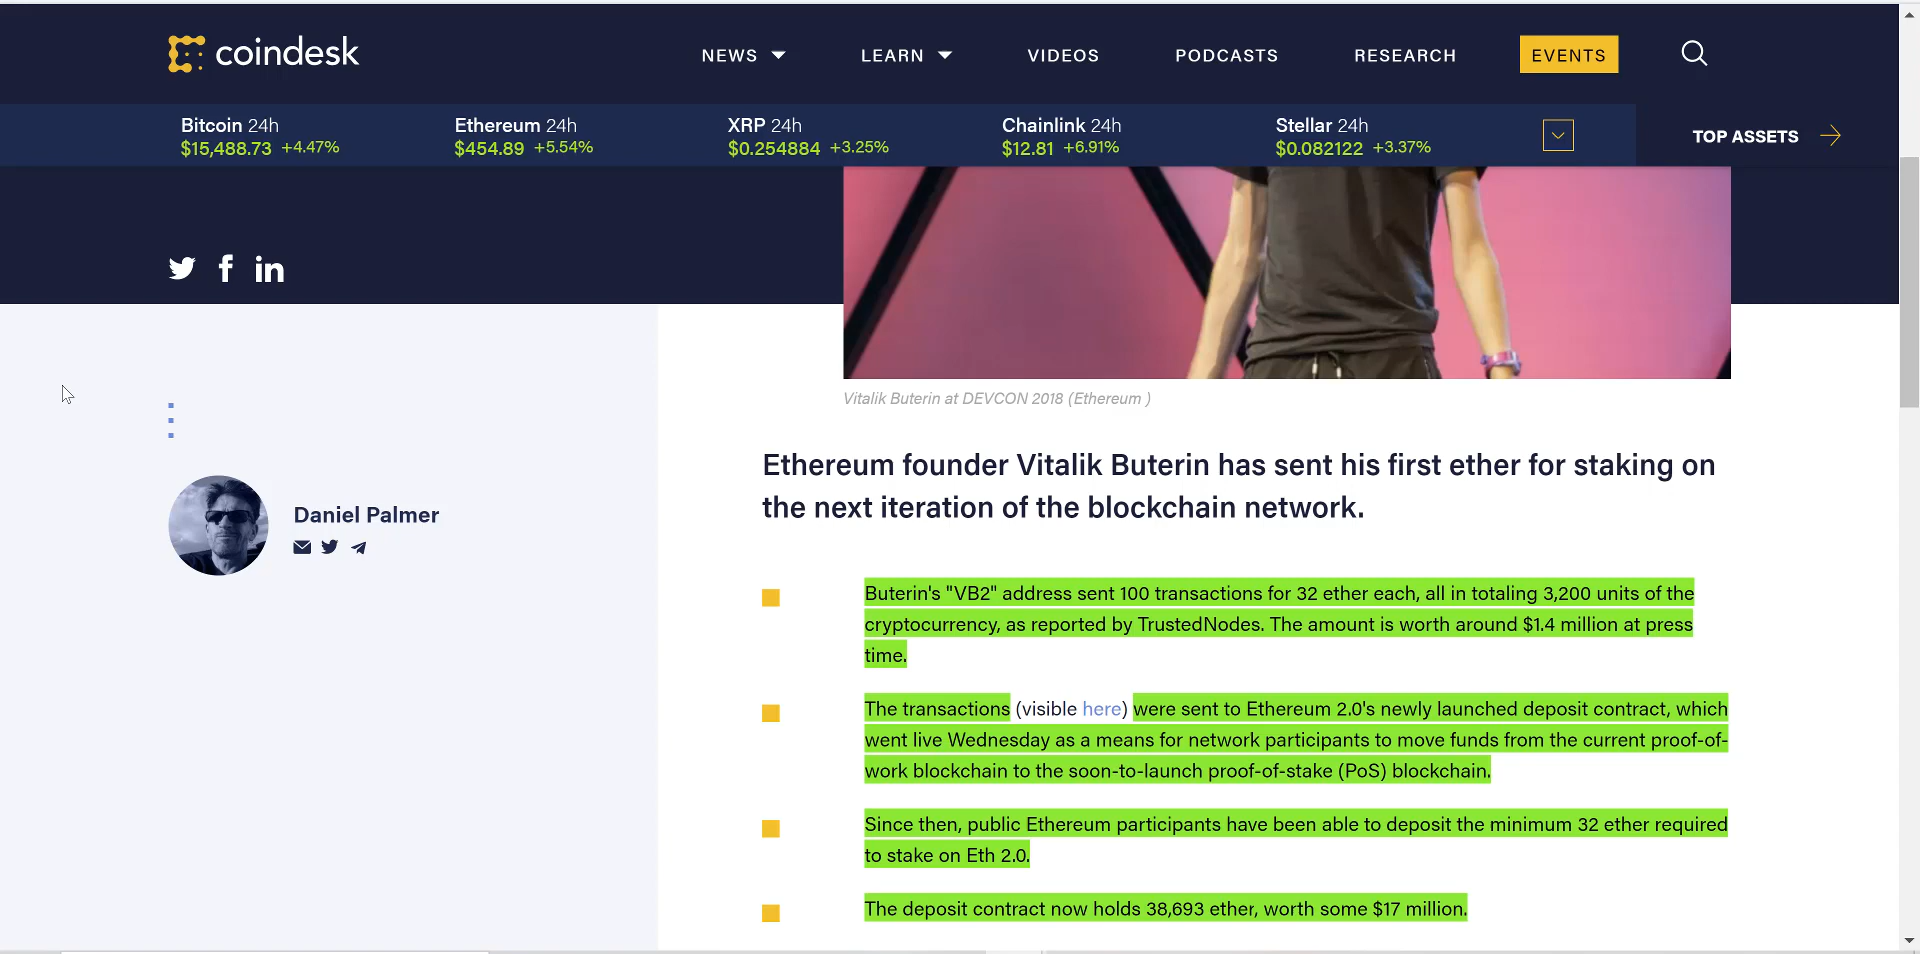 coindesk
NEWS
LEARN
VIDEOS
PODCASTS
RESEARCH
EVENTS
Bitcoin 24h
$15,488.73 +4.47%
Ethereum 24h
$454.89 +5.54%
XRP 24h
$0.254884 +3.25%
Chainlink 24h
$12.81 +6.91%
Stellar 24h
$0.082122 +3.37%
TOP ASSETS
Vitalik Buterin at DEVCON 2018 (Ethereum )
Daniel Palmer
Ethereum founder Vitalik Buterin has sent his first ether for staking on
the next iteration of the blockchain network.
Buterin's "VB2" address sent 100 transactions for 32 ether each, all in totaling 3,200 units of the
cryptocurrency, as reported by TrustedNodes. The amount is worth around $1.4 million at press
time.
The transactions (visible here) were sent to Ethereum 2.0's newly launched deposit contract, which
went live Wednesday as a means for network participants to move funds from the current proof-of-
work blockchain to the soon-to-launch proof-of-stake (PoS) blockchain.
Since then, public Ethereum participants have been able to deposit the minimum 32 ether required
to stake on Eth 2.0.
The deposit contract now holds 38,693 ether, worth some $17 million.